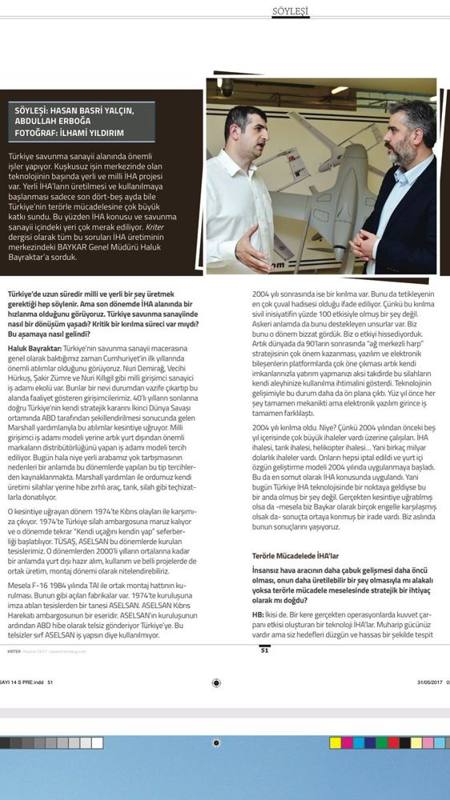 SÖYLEŞİ
SÖYLEŞİ: HASAN BASRİ YALÇIN,
ABDULLAH ERBOĞA
FOTOĞRAF: İLHAMİ YILDIRIM
Türkiye savunma sanayii alanında önemli
işler yapıyor. Kuşkusuz işin merkezinde olan
teknolojinin başında yerli ve milli İHA projesi
var. Yerli İHA'ların üretilmesi ve kullanılmaya
başlanması sadece son dört-beş ayda bile
Türkiye'nin terörle mücadelesine çok büyük
katkı sundu. Bu yüzden İHA konusu ve savunma
sanayii içindeki yeri çok merak ediliyor. Kriter
dergisi olarak tüm bu soruları İHA üretiminin
merkezindeki BAYKAR Genel Müdürü Haluk
Bayraktar'a sorduk.
Türkiye'de uzun süredir milli ve yerli bir şey üretmek
gerektiği hep söylenir. Ama son dönemde İHA alanında bir
hızlanma olduğunu görüyoruz. Türkiye savunma sanayiinde
nasıl bir dönüşüm yaşadı? Kritik bir kırılma süreci var mıydı?
Bu aşamaya nasıl gelindi?
Haluk Bayraktar: Türkiye'nin savunma sanayii macerasına
genel olarak baktığımız zaman Cumhuriyet'in ilk yıllarında
önemli atılımlar olduğunu görüyoruz. Nuri Demirağ, Vecihi
Hürkuş, Şakir Zümre ve Nuri Killigil gibi milli girişimci sanayici
iş adamı ekolü var. Bunlar bir nevi durumdan vazife çıkartıp bu
alanda faaliyet gösteren girişimcilerimiz. 40'lı yılların sonlarına
doğru Türkiye'nin kendi stratejik kararını İkinci Dünya Savaşı
ortamında ABD tarafından şekillendirilmesi sonucunda gelen
Marshall yardımlarıyla bu atılımlar kesintiye uğruyor. Milli
girişimci iş adamı modeli yerine artık yurt dışından önemli
markaların distribütörlüğünü yapan iş adamı modeli tercih
ediliyor. Bugün hala niye yerli arabamız yok tartışmasının
nedenleri bir anlamda bu dönemlerde yapılan bu tip tercihler-
den kaynaklanmakta. Marshall yardımları ile ordumuz kendi
üretimi silahlar yerine hibe zırhlı araç, tank, silah gibi teçhizat-
larla donatılıyor.
O kesintiye uğrayan dönem 1974'te Kıbrıs olayları ile karşımı-
za çıkıyor. 1974'te Türkiye silah ambargosuna maruz kalıyor
ve o dönemde tekrar "Kendi uçağını kendin yap" seferber-
liği başlatılıyor. TUSAŞ, ASELSAN bu dönemlerde kurulan
tesislerimiz. O dönemlerden 2000'li yılların ortalarına kadar
bir anlamda yurt dışı hazır alım, kullanım ve belli projelerde de
ortak üretim, montaj dönemi olarak nitelendirebiliriz.
Mesela F-16 1984 yılında TAI ile ortak montaj hattının ku-
rulması. Bunun gibi açılan fabrikalar var. 1974'te kuruluşuna
imza atılan tesislerden bir tanesi ASELSAN. ASELSAN Kıbrıs
Harekatı ambargosunun bir eseridir. ASELSAN'ın kuruluşunun
ardından ABD hibe olarak telsiz gönderiyor Türkiye'ye. Bu
telsizler sırf ASELSAN iş yapsın diye kullanılmıyor.
2004 yılı sonrasında ise bir kırılma var. Bunu da tetikleyenin
en çok çuval hadisesi olduğu ifade ediliyor. Çünkü bu kırılma
sivil inisiyatifin yüzde 100 etkisiyle olmuş bir şey değil.
Askeri anlamda da bunu destekleyen unsurlar var. Biz
bunu o dönem bizzat gördük. Biz o etkiyi hissediyorduk.
Artık dünyada da 90'ların sonrasında "ağ merkezli harp"
stratejisinin çok önem kazanması, yazılım ve elektronik
bileşenlerin platformlarda çok öne çıkması artık kendi
imkanlarınızla yatırım yapmanızı aksi takdirde bu silahların
kendi aleyhinize kullanılma ihtimalini gösterdi. Teknolojinin
gelişimiyle bu durum daha da ön plana çıktı. Yüz yıl önce her
şey tamamen mekanikti ama elektronik yazılım girince iş
tamamen farklılaştı.
2004 yılı kırılma oldu. Niye? Çünkü 2004 yılından önceki beş
yıl içerisinde çok büyük ihaleler vardı üzerine çalışılan. İHA
ihalesi, tank ihalesi, helikopter ihalesi... Yani birkaç milyar
dolarlık ihaleler vardı. Onların hepsi iptal edildi ve yurt içi
özgün geliştirme modeli 2004 yılında uygulanmaya başladı.
Bu da en somut olarak İHA konusunda uygulandı. Yani
bugün Türkiye İHA teknolojisinde bir noktaya geldiyse bu
bir anda olmuş bir şey değil. Gerçekten kesintiye uğratılmış
olsa da -mesela biz Baykar olarak birçok engelle karşılaşmış
olsak da- sonuçta ortaya konmuş bir irade vardı. Biz aslında
bunun sonuçlarını yaşıyoruz.
Terörle Mücadelede İHA'lar
İnsansız hava aracının daha çabuk gelişmesi daha öncü
olması, onun daha üretilebilir bir şey olmasıyla mı alakalı
yoksa terörle mücadele meselesinde stratejik bir ihtiyaç
olarak mı doğdu?
HB: İkisi de. Bir kere gerçekten operasyonlarda kuvvet çar-
panı etkisi oluşturan bir teknoloji İHA'lar. Muharip gücünüz
vardır ama siz hedefleri düzgün ve hassas bir şekilde tespit
51
SAYI 14 S PRE.indd 51
31/05/2017